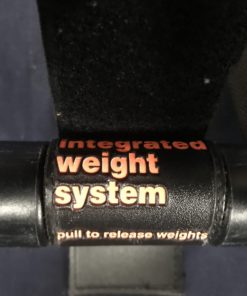 integrated
weight
system
pull to release weights